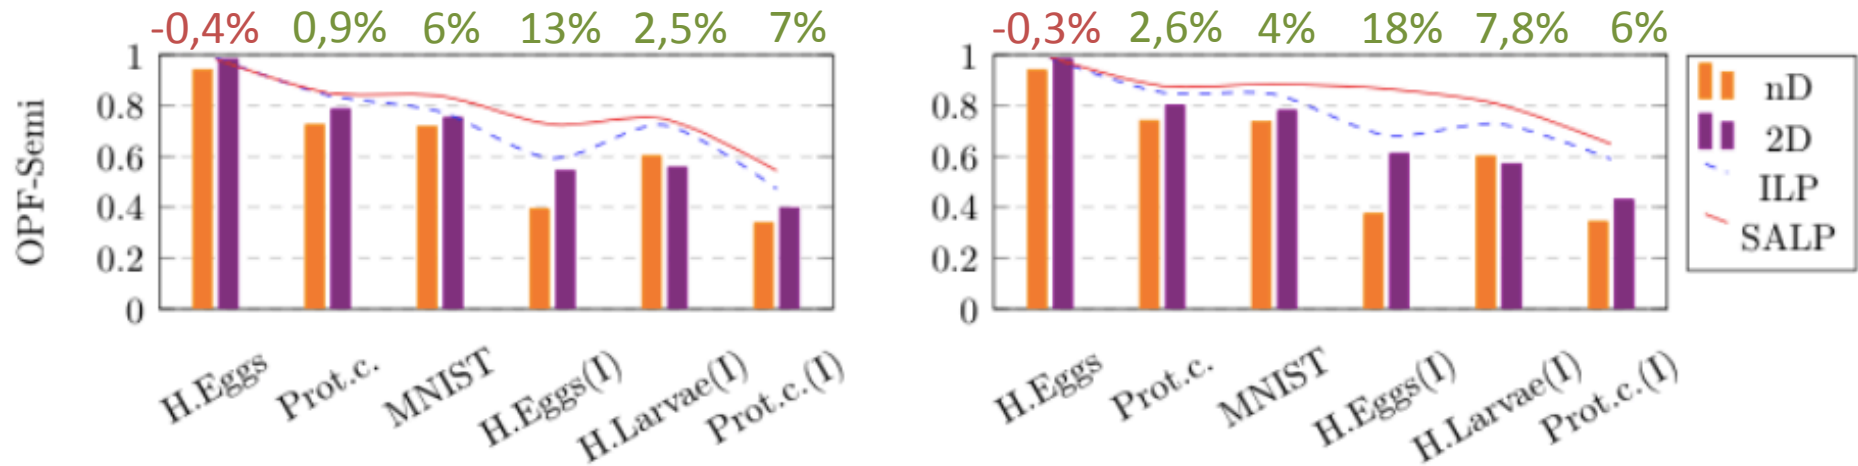 -0,4% 0,9% 6% 13% 2,5% 7%
OPF-Semi
1
0.8
0.6
0.4
0.2
0
H.Eggs Prot.c. MNIST H.Eggs(I) H.Larvae(I) Prot.c.(I)
-0,3% 2,6% 4% 18% 7,8% 6%
1
0.8
0.6
0.4
0.2
0
H.Eggs Prot.c. MNIST H.Eggs(I) H.Larvae(I) Prot.c.(I)
nD
2D
ILP
SALP